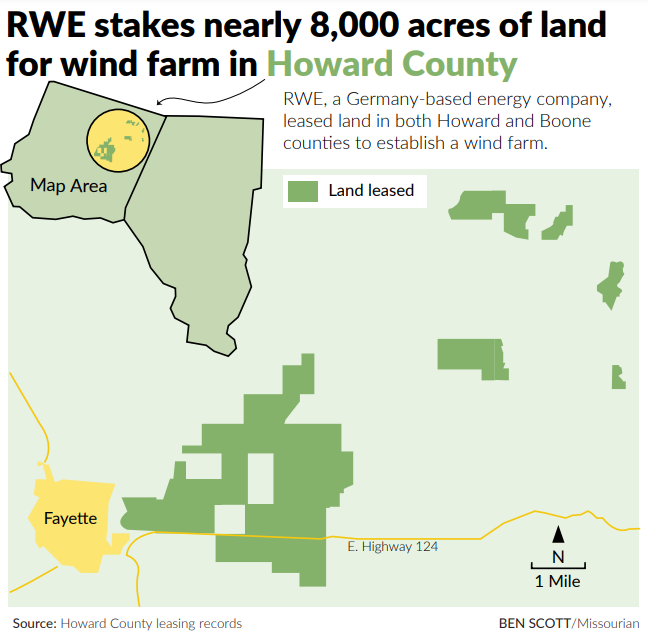 RWE stakes nearly 8,000 acres of land
for wind farm in Howard County
RWE, a Germany-based energy company,
leased land in both Howard and Boone
counties to establish a wind farm.
Map Area
Land leased
Fayette
E. Highway 124
N
1 Mile
Source: Howard County leasing records
BEN SCOTT/Missourian